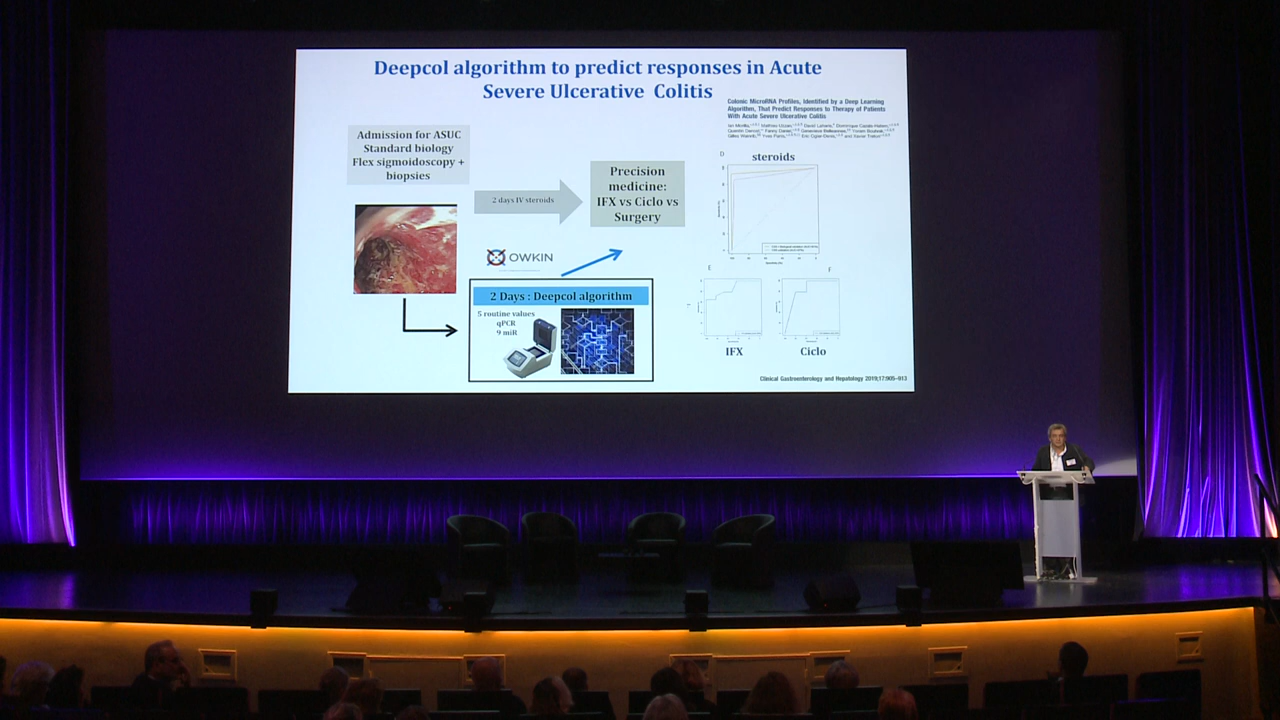 Deepcol algorithm to predict responses in Acute
Severe Ulcerative Colitis
Colonic MicroRNA Profiles, Identified by a Deep Learning
Algorithm, That Predict Responses to Therapy of Patients
With Acute Severe Ulcerative Colitis
Admission for ASUC
Standard biology
Flex sigmoidoscopy +
biopsies
2 days IV steroids
Precision
medicine:
IFX vs Ciclo vs
Surgery
D
steroids
OWKIN
2 Days : Deepcol algorithm
5 routine values
qPCR
9 miR
E
F
IFX
Ciclo
Clinical Gastroenterology and Hepatology 2019;17:905–913